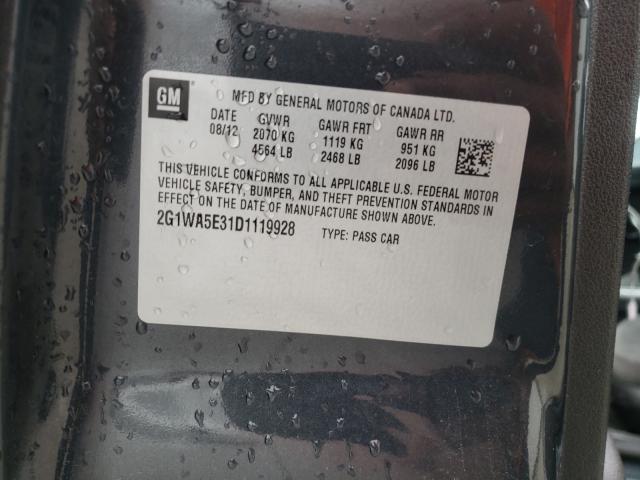 GM
MFD BY GENERAL MOTORS OF CANADA LTD.
DATE GVWR GAWR FRT GAWR RR
08/12 2070 KG 1119 KG 951 KG
4564 LB 2468 LB 2096 LB
THIS VEHICLE CONFORMS TO ALL APPLICABLE U.S. FEDERAL MOTOR
VEHICLE SAFETY, BUMPER, AND THEFT PREVENTION STANDARDS IN
EFFECT ON THE DATE OF MANUFACTURE SHOWN ABOVE.
2G1WA5E31D1119928 TYPE: PASS CAR